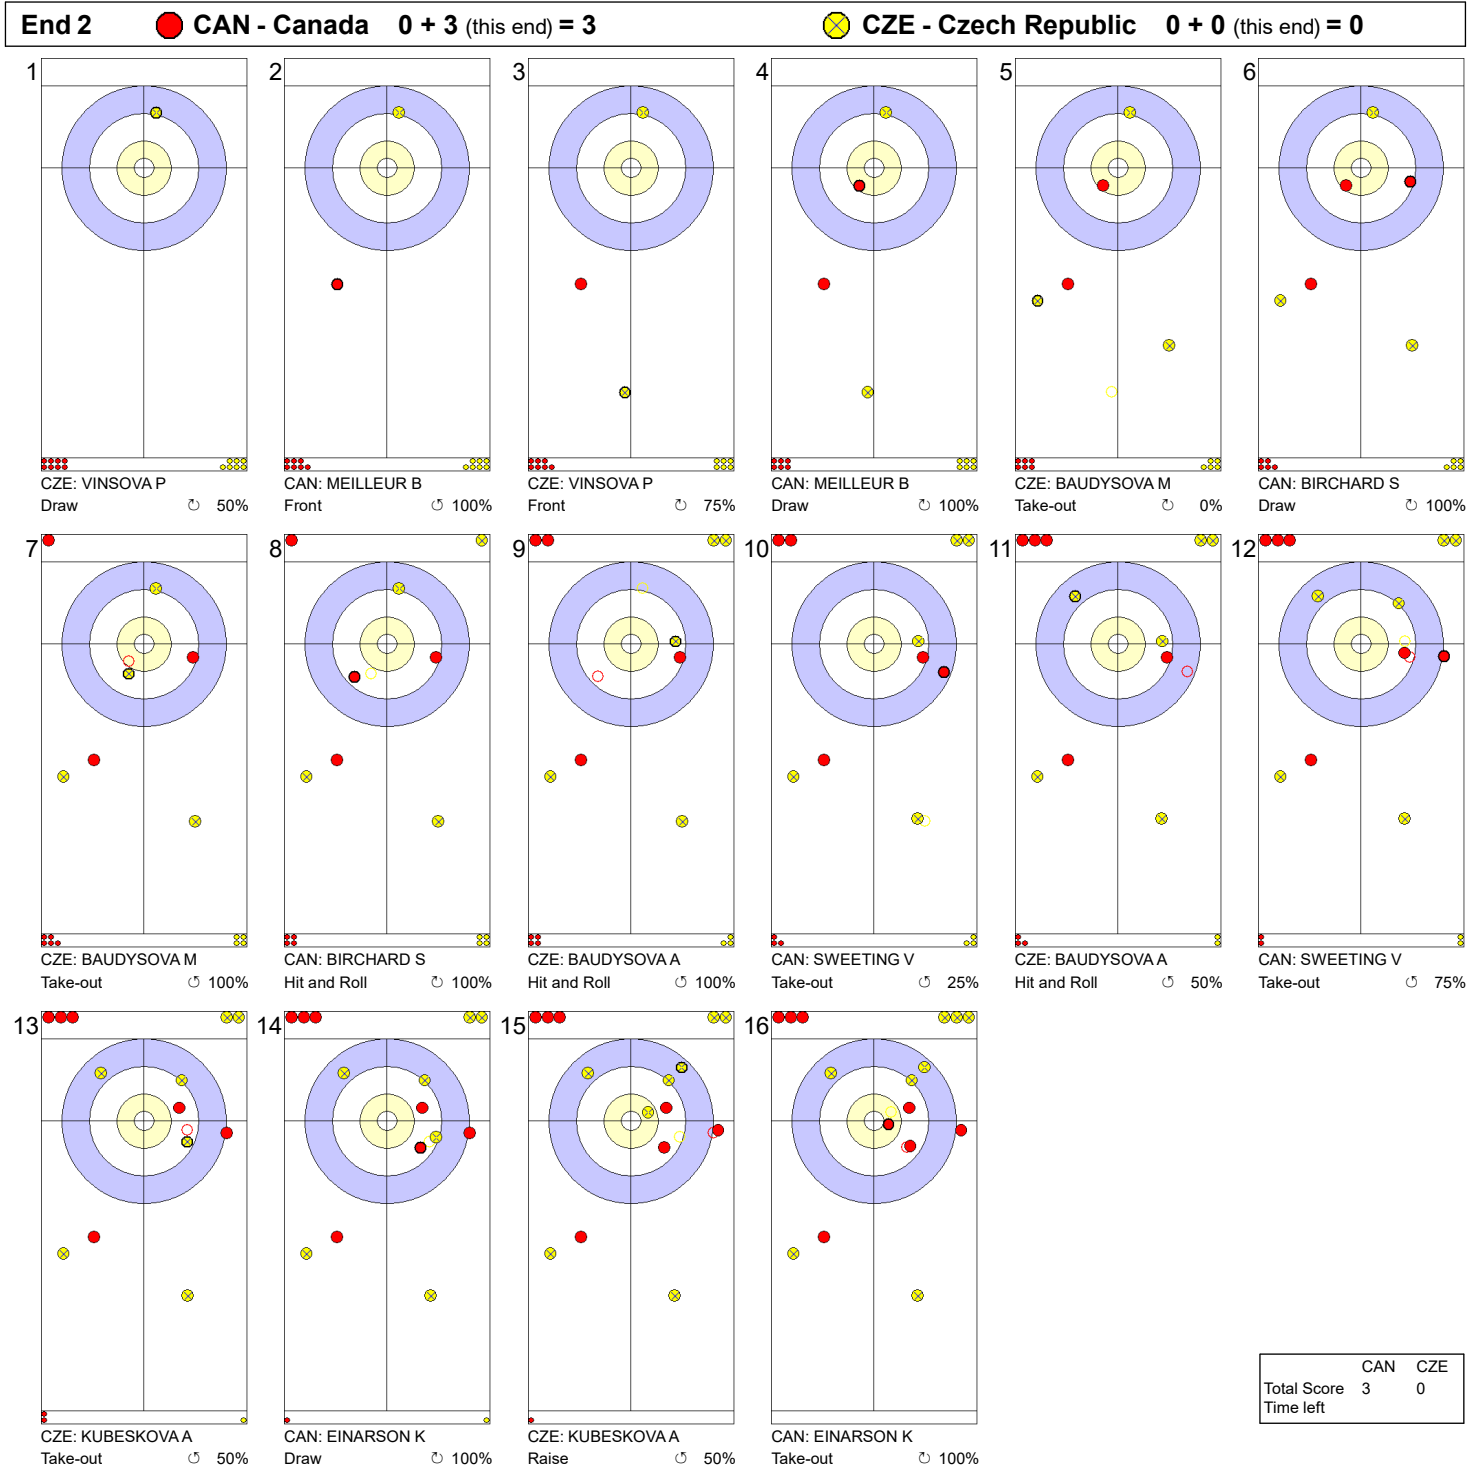 End 2 CAN - Canada 0 + 3 (this end) = 3 CZE - Czech Republic 0 + 0 (this end) = 0
1 2 3 4 5 6
CZE: VINSOVA P CAN: MEILLEUR B CZE: VINSOVA P CAN: MEILLEUR B CZE: BAUDYSOVA M CAN: BIRCHARD S
Draw ↻ 50% Front ↺ 100% Front ↻ 75% Draw ↻ 100% Take-out ↻ 0% Draw ↻ 100%
7 8 9 10 11 12
CZE: BAUDYSOVA M CAN: BIRCHARD S CZE: BAUDYSOVA A CAN: SWEETING V CZE: BAUDYSOVA A CAN: SWEETING V
Take-out ↺ 100% Hit and Roll ↺ 100% Hit and Roll ↺ 100% Take-out ↺ 25% Hit and Roll ↺ 50% Take-out ↺ 75%
13 14 15 16
CAN CZE
Total Score 3 0
Time left
CZE: KUBESKOVA A CAN: EINARSON K CZE: KUBESKOVA A CAN: EINARSON K
Take-out ↺ 50% Draw ↺ 100% Raise ↺ 50% Take-out ↺ 100%